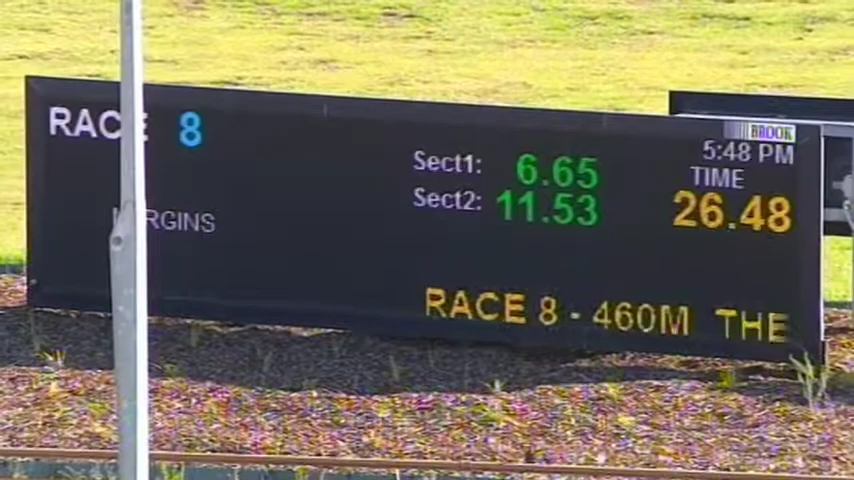 BROOK
RACE 8
Sect1: 6.65
5:48 PM
TIME
Sect2: 11.53
26.48
RGINS
RACE 8 - 460M THE